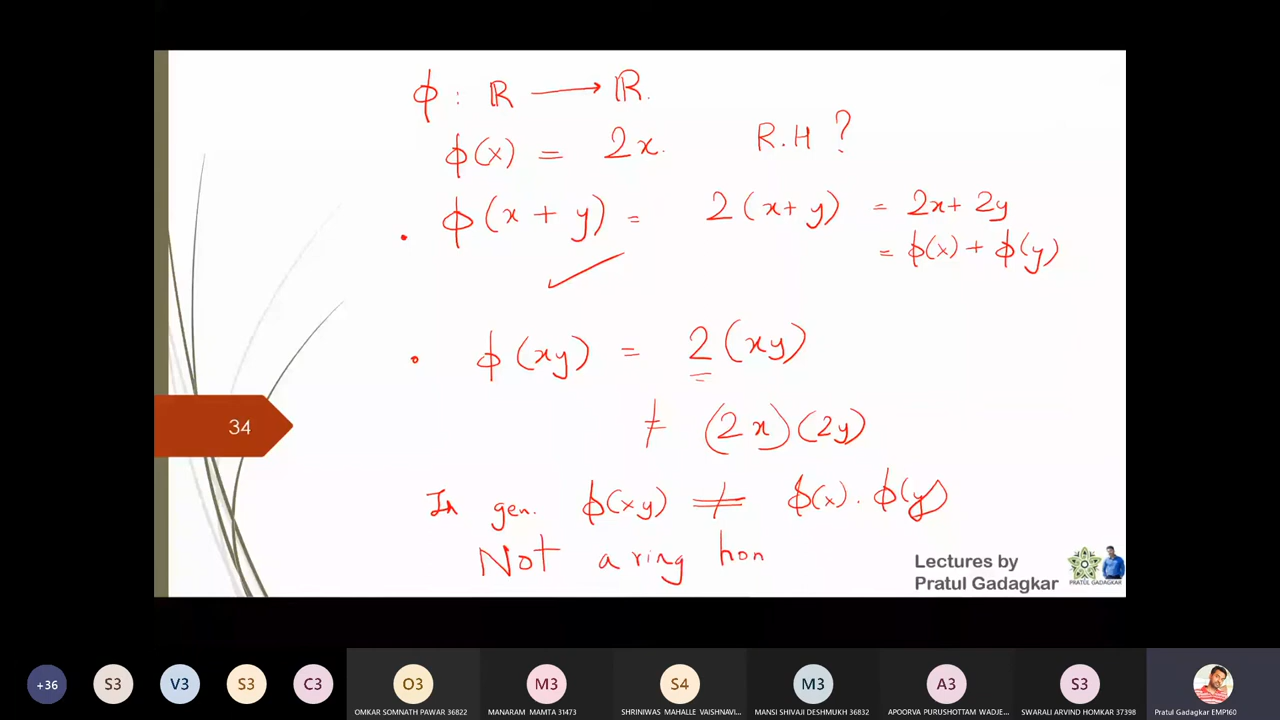 ϕ : ℝ ⟶ ℝ.
ϕ(x) = 2x. R.H ?
• ϕ(x + y) = 2(x+y) = 2x + 2y
= ϕ(x) + ϕ(y)
✓
• ϕ(xy) = 2(xy)
≠ (2x)(2y)
34
In gen. ϕ(xy) ≠ ϕ(x). ϕ(y)
Not a ring hon
Lectures by
Pratul Gadagkar
PRATUL GADAGKAR
+36 S3 V3 S3 C3 O3 M3 S4 M3 A3 S3
OMKAR SOMNATH PAWAR 36822 MANARAM MAMTA 31473 SHRINIWAS MAHALLE VAISHNAVI... MANSI SHIVAJI DESHMUKH 36832 APOORVA PURUSHOTTAM WADJE... SWARALI ARVIND HOMKAR 37398 Pratul Gadagkar EMP160